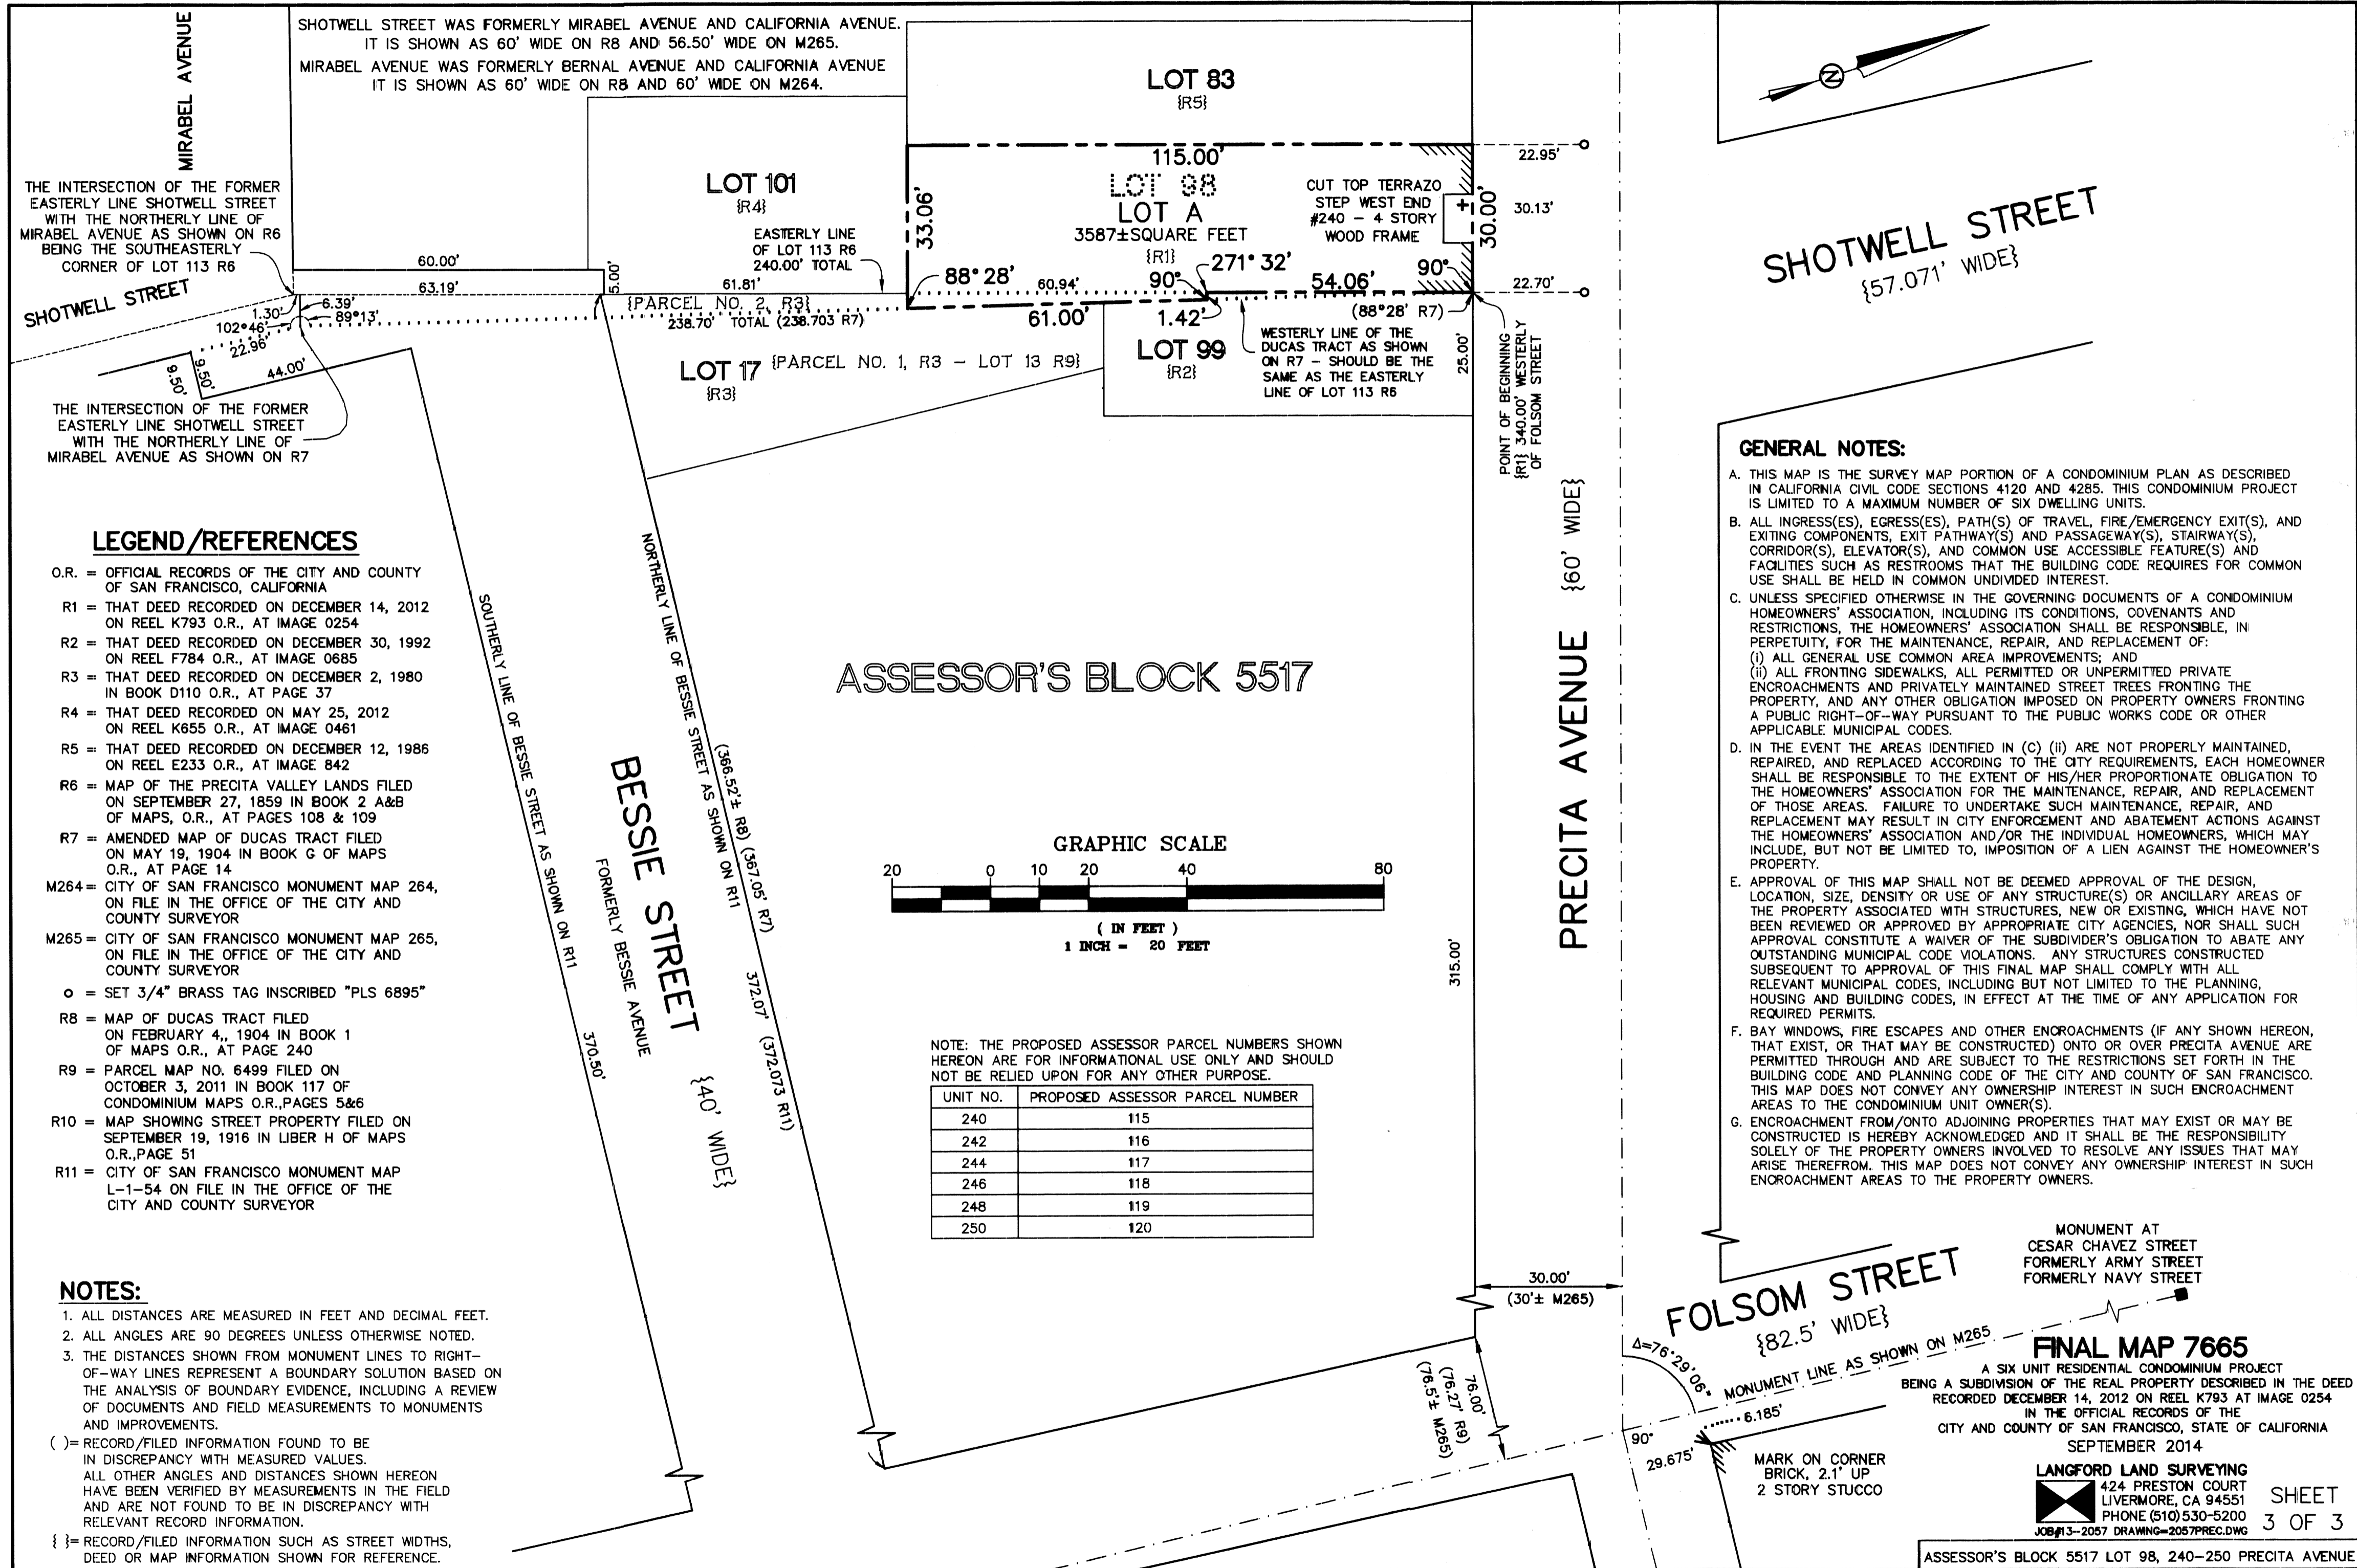 SHOTWELL STREET WAS FORMERLY MIRABEL AVENUE AND CALIFORNIA AVENUE.
IT IS SHOWN AS 60' WIDE ON R8 AND 56.50' WIDE ON M265.
MIRABEL AVENUE WAS FORMERLY BERNAL AVENUE AND CALIFORNIA AVENUE
IT IS SHOWN AS 60' WIDE ON R8 AND 60' WIDE ON M264.
MIRABEL AVENUE
THE INTERSECTION OF THE FORMER
EASTERLY LINE SHOTWELL STREET
WITH THE NORTHERLY LINE OF
MIRABEL AVENUE AS SHOWN ON R6
BEING THE SOUTHEASTERLY
CORNER OF LOT 113 R6
SHOTWELL STREET
1.30'
6.39'
102°46'
89°13'
22.96'
9.50'
9.50'
44.00'
THE INTERSECTION OF THE FORMER
EASTERLY LINE SHOTWELL STREET
WITH THE NORTHERLY LINE OF
MIRABEL AVENUE AS SHOWN ON R7
60.00'
63.19'
5.00'
61.81'
{PARCEL NO. 2, R3}
238.70' TOTAL (238.703 R7)
LOT 101
{R4}
EASTERLY LINE
OF LOT 113 R6
240.00' TOTAL
LOT 83
{R5}
115.00'
LOT 98
LOT A
3587±SQUARE FEET
{R1}
33.06'
CUT TOP TERRAZO
STEP WEST END
#240 - 4 STORY
WOOD FRAME
30.00'
22.95'
30.13'
22.70'
88°28'
60.94'
90°
271°32'
54.06'
90°
61.00'
1.42'
(88°28' R7)
LOT 17 {PARCEL NO. 1, R3 - LOT 13 R9}
{R3}
LOT 99
{R2}
WESTERLY LINE OF THE
DUCAS TRACT AS SHOWN
ON R7 - SHOULD BE THE
SAME AS THE EASTERLY
LINE OF LOT 113 R6
25.00'
POINT OF BEGINNING
{R1} 340.00' WESTERLY
OF FOLSOM STREET
N
SHOTWELL STREET
{57.071' WIDE}
LEGEND/REFERENCES
O.R. = OFFICIAL RECORDS OF THE CITY AND COUNTY
OF SAN FRANCISCO, CALIFORNIA
R1 = THAT DEED RECORDED ON DECEMBER 14, 2012
ON REEL K793 O.R., AT IMAGE 0254
R2 = THAT DEED RECORDED ON DECEMBER 30, 1992
ON REEL F784 O.R., AT IMAGE 0685
R3 = THAT DEED RECORDED ON DECEMBER 2, 1980
IN BOOK D110 O.R., AT PAGE 37
R4 = THAT DEED RECORDED ON MAY 25, 2012
ON REEL K655 O.R., AT IMAGE 0461
R5 = THAT DEED RECORDED ON DECEMBER 12, 1986
ON REEL E233 O.R., AT IMAGE 842
R6 = MAP OF THE PRECITA VALLEY LANDS FILED
ON SEPTEMBER 27, 1859 IN BOOK 2 A&B
OF MAPS, O.R., AT PAGES 108 & 109
R7 = AMENDED MAP OF DUCAS TRACT FILED
ON MAY 19, 1904 IN BOOK G OF MAPS
O.R., AT PAGE 14
M264= CITY OF SAN FRANCISCO MONUMENT MAP 264,
ON FILE IN THE OFFICE OF THE CITY AND
COUNTY SURVEYOR
M265= CITY OF SAN FRANCISCO MONUMENT MAP 265,
ON FILE IN THE OFFICE OF THE CITY AND
COUNTY SURVEYOR
o = SET 3/4" BRASS TAG INSCRIBED "PLS 6895"
R8 = MAP OF DUCAS TRACT FILED
ON FEBRUARY 4,, 1904 IN BOOK 1
OF MAPS O.R., AT PAGE 240
R9 = PARCEL MAP NO. 6499 FILED ON
OCTOBER 3, 2011 IN BOOK 117 OF
CONDOMINIUM MAPS O.R.,PAGES 5&6
R10 = MAP SHOWING STREET PROPERTY FILED ON
SEPTEMBER 19, 1916 IN LIBER H OF MAPS
O.R.,PAGE 51
R11 = CITY OF SAN FRANCISCO MONUMENT MAP
L-1-54 ON FILE IN THE OFFICE OF THE
CITY AND COUNTY SURVEYOR
NOTES:
1. ALL DISTANCES ARE MEASURED IN FEET AND DECIMAL FEET.
2. ALL ANGLES ARE 90 DEGREES UNLESS OTHERWISE NOTED.
3. THE DISTANCES SHOWN FROM MONUMENT LINES TO RIGHT-
OF-WAY LINES REPRESENT A BOUNDARY SOLUTION BASED ON
THE ANALYSIS OF BOUNDARY EVIDENCE, INCLUDING A REVIEW
OF DOCUMENTS AND FIELD MEASUREMENTS TO MONUMENTS
AND IMPROVEMENTS.
( )= RECORD/FILED INFORMATION FOUND TO BE
IN DISCREPANCY WITH MEASURED VALUES.
ALL OTHER ANGLES AND DISTANCES SHOWN HEREON
HAVE BEEN VERIFIED BY MEASUREMENTS IN THE FIELD
AND ARE NOT FOUND TO BE IN DISCREPANCY WITH
RELEVANT RECORD INFORMATION.
{ }= RECORD/FILED INFORMATION SUCH AS STREET WIDTHS,
DEED OR MAP INFORMATION SHOWN FOR REFERENCE.
SOUTHERLY LINE OF BESSIE STREET AS SHOWN ON R11
370.50'
BESSIE STREET {40' WIDE}
FORMERLY BESSIE AVENUE
NORTHERLY LINE OF BESSIE STREET AS SHOWN ON R11
(366.52'± R8) (367.05' R7)
372.07' (372.073 R11)
ASSESSOR'S BLOCK 5517
GRAPHIC SCALE
20 0 10 20 40 80
( IN FEET )
1 INCH = 20 FEET
NOTE: THE PROPOSED ASSESSOR PARCEL NUMBERS SHOWN
HEREON ARE FOR INFORMATIONAL USE ONLY AND SHOULD
NOT BE RELIED UPON FOR ANY OTHER PURPOSE.
UNIT NO. PROPOSED ASSESSOR PARCEL NUMBER
240 115
242 116
244 117
246 118
248 119
250 120
315.00'
PRECITA AVENUE {60' WIDE}
30.00'
(30'± M265)
76.00'
(76.27' R9)
(76.5'± M265)
GENERAL NOTES:
A. THIS MAP IS THE SURVEY MAP PORTION OF A CONDOMINIUM PLAN AS DESCRIBED
IN CALIFORNIA CIVIL CODE SECTIONS 4120 AND 4285. THIS CONDOMINIUM PROJECT
IS LIMITED TO A MAXIMUM NUMBER OF SIX DWELLING UNITS.
B. ALL INGRESS(ES), EGRESS(ES), PATH(S) OF TRAVEL, FIRE/EMERGENCY EXIT(S), AND
EXITING COMPONENTS, EXIT PATHWAY(S) AND PASSAGEWAY(S), STAIRWAY(S),
CORRIDOR(S), ELEVATOR(S), AND COMMON USE ACCESSIBLE FEATURE(S) AND
FACILITIES SUCH AS RESTROOMS THAT THE BUILDING CODE REQUIRES FOR COMMON
USE SHALL BE HELD IN COMMON UNDIVIDED INTEREST.
C. UNLESS SPECIFIED OTHERWISE IN THE GOVERNING DOCUMENTS OF A CONDOMINIUM
HOMEOWNERS' ASSOCIATION, INCLUDING ITS CONDITIONS, COVENANTS AND
RESTRICTIONS, THE HOMEOWNERS' ASSOCIATION SHALL BE RESPONSIBLE, IN
PERPETUITY, FOR THE MAINTENANCE, REPAIR, AND REPLACEMENT OF:
(i) ALL GENERAL USE COMMON AREA IMPROVEMENTS; AND
(ii) ALL FRONTING SIDEWALKS, ALL PERMITTED OR UNPERMITTED PRIVATE
ENCROACHMENTS AND PRIVATELY MAINTAINED STREET TREES FRONTING THE
PROPERTY, AND ANY OTHER OBLIGATION IMPOSED ON PROPERTY OWNERS FRONTING
A PUBLIC RIGHT-OF-WAY PURSUANT TO THE PUBLIC WORKS CODE OR OTHER
APPLICABLE MUNICIPAL CODES.
D. IN THE EVENT THE AREAS IDENTIFIED IN (C) (ii) ARE NOT PROPERLY MAINTAINED,
REPAIRED, AND REPLACED ACCORDING TO THE CITY REQUIREMENTS, EACH HOMEOWNER
SHALL BE RESPONSIBLE TO THE EXTENT OF HIS/HER PROPORTIONATE OBLIGATION TO
THE HOMEOWNERS' ASSOCIATION FOR THE MAINTENANCE, REPAIR, AND REPLACEMENT
OF THOSE AREAS. FAILURE TO UNDERTAKE SUCH MAINTENANCE, REPAIR, AND
REPLACEMENT MAY RESULT IN CITY ENFORCEMENT AND ABATEMENT ACTIONS AGAINST
THE HOMEOWNERS' ASSOCIATION AND/OR THE INDIVIDUAL HOMEOWNERS, WHICH MAY
INCLUDE, BUT NOT BE LIMITED TO, IMPOSITION OF A LIEN AGAINST THE HOMEOWNER'S
PROPERTY.
E. APPROVAL OF THIS MAP SHALL NOT BE DEEMED APPROVAL OF THE DESIGN,
LOCATION, SIZE, DENSITY OR USE OF ANY STRUCTURE(S) OR ANCILLARY AREAS OF
THE PROPERTY ASSOCIATED WITH STRUCTURES, NEW OR EXISTING, WHICH HAVE NOT
BEEN REVIEWED OR APPROVED BY APPROPRIATE CITY AGENCIES, NOR SHALL SUCH
APPROVAL CONSTITUTE A WAIVER OF THE SUBDIVIDER'S OBLIGATION TO ABATE ANY
OUTSTANDING MUNICIPAL CODE VIOLATIONS. ANY STRUCTURES CONSTRUCTED
SUBSEQUENT TO APPROVAL OF THIS FINAL MAP SHALL COMPLY WITH ALL
RELEVANT MUNICIPAL CODES, INCLUDING BUT NOT LIMITED TO THE PLANNING,
HOUSING AND BUILDING CODES, IN EFFECT AT THE TIME OF ANY APPLICATION FOR
REQUIRED PERMITS.
F. BAY WINDOWS, FIRE ESCAPES AND OTHER ENCROACHMENTS (IF ANY SHOWN HEREON,
THAT EXIST, OR THAT MAY BE CONSTRUCTED) ONTO OR OVER PRECITA AVENUE ARE
PERMITTED THROUGH AND ARE SUBJECT TO THE RESTRICTIONS SET FORTH IN THE
BUILDING CODE AND PLANNING CODE OF THE CITY AND COUNTY OF SAN FRANCISCO.
THIS MAP DOES NOT CONVEY ANY OWNERSHIP INTEREST IN SUCH ENCROACHMENT
AREAS TO THE CONDOMINIUM UNIT OWNER(S).
G. ENCROACHMENT FROM/ONTO ADJOINING PROPERTIES THAT MAY EXIST OR MAY BE
CONSTRUCTED IS HEREBY ACKNOWLEDGED AND IT SHALL BE THE RESPONSIBILITY
SOLELY OF THE PROPERTY OWNERS INVOLVED TO RESOLVE ANY ISSUES THAT MAY
ARISE THEREFROM. THIS MAP DOES NOT CONVEY ANY OWNERSHIP INTEREST IN SUCH
ENCROACHMENT AREAS TO THE PROPERTY OWNERS.
MONUMENT AT
CESAR CHAVEZ STREET
FORMERLY ARMY STREET
FORMERLY NAVY STREET
FOLSOM STREET
{82.5' WIDE}
Δ=76°29'06"
MONUMENT LINE AS SHOWN ON M265
6.185'
90°
29.675'
MARK ON CORNER
BRICK, 2.1' UP
2 STORY STUCCO
FINAL MAP 7665
A SIX UNIT RESIDENTIAL CONDOMINIUM PROJECT
BEING A SUBDIVISION OF THE REAL PROPERTY DESCRIBED IN THE DEED
RECORDED DECEMBER 14, 2012 ON REEL K793 AT IMAGE 0254
IN THE OFFICIAL RECORDS OF THE
CITY AND COUNTY OF SAN FRANCISCO, STATE OF CALIFORNIA
SEPTEMBER 2014
LANGFORD LAND SURVEYING
424 PRESTON COURT
LIVERMORE, CA 94551
PHONE (510) 530-5200
JOB#13-2057 DRAWING=2057PREC.DWG
SHEET
3 OF 3
ASSESSOR'S BLOCK 5517 LOT 98, 240-250 PRECITA AVENUE